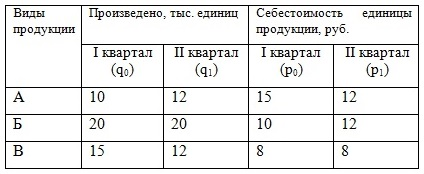 Виды Произведено, тыс. единиц Себестоимость единицы
продукции продукции, руб.
I квартал II квартал I квартал II квартал
(q0) (q1) (p0) (p1)
А 10 12 15 12
Б 20 20 10 12
В 15 12 8 8